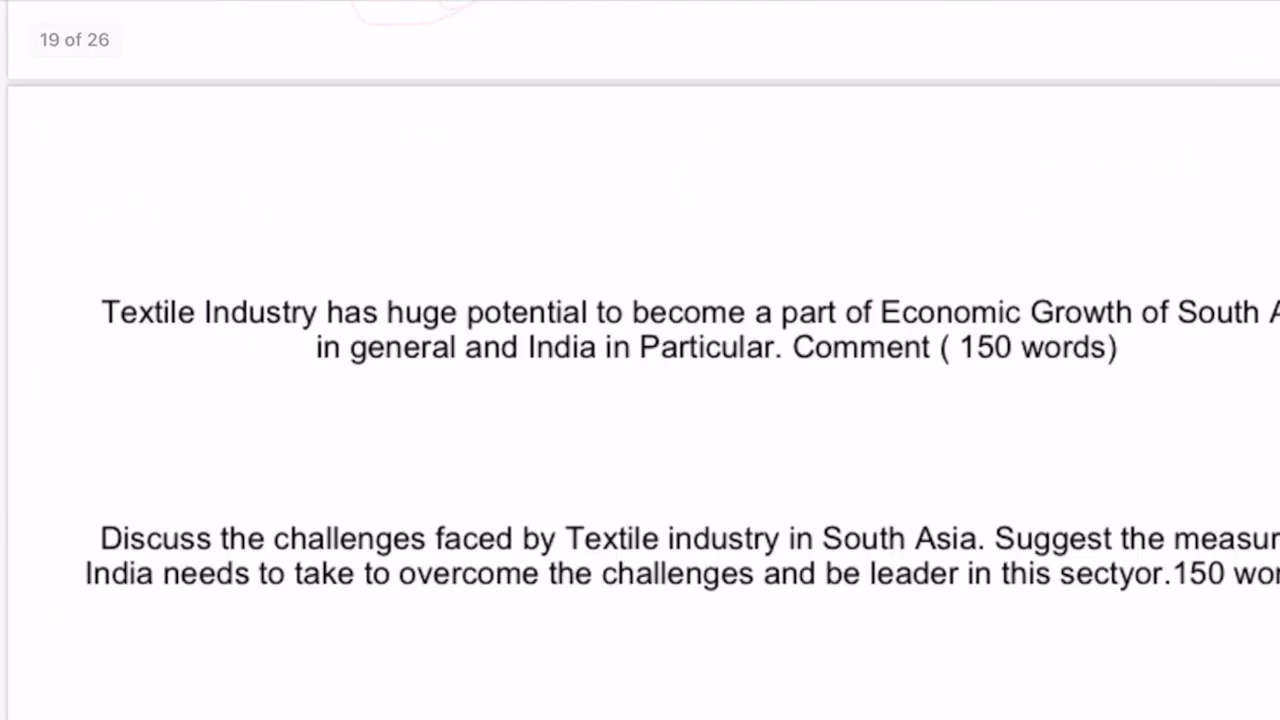 19 of 26
Textile Industry has huge potential to become a part of Economic Growth of South
in general and India in Particular. Comment ( 150 words)
Discuss the challenges faced by Textile industry in South Asia. Suggest the
India needs to take to overcome the challenges and be leader in this sectyor.150